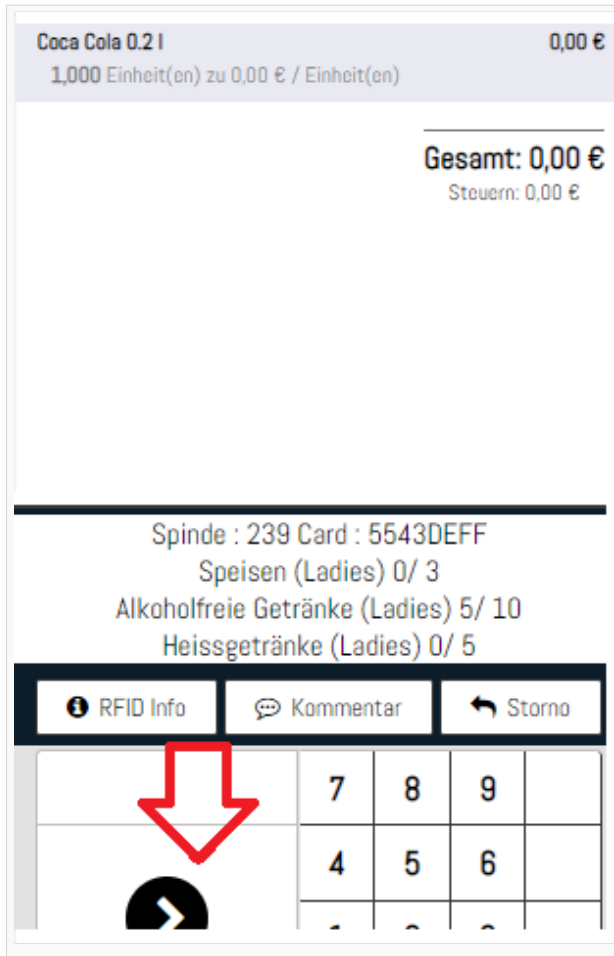 Coca Cola 0.2 l 0,00 €
1,000 Einheit(en) zu 0,00 € / Einheit(en)
Gesamt: 0,00 €
Steuern: 0,00 €
Spinde : 239 Card : 5543DEFF
Speisen (Ladies) 0/ 3
Alkoholfreie Getränke (Ladies) 5/ 10
Heissgetränke (Ladies) 0/ 5
RFID Info Kommentar Storno
7 8 9
4 5 6